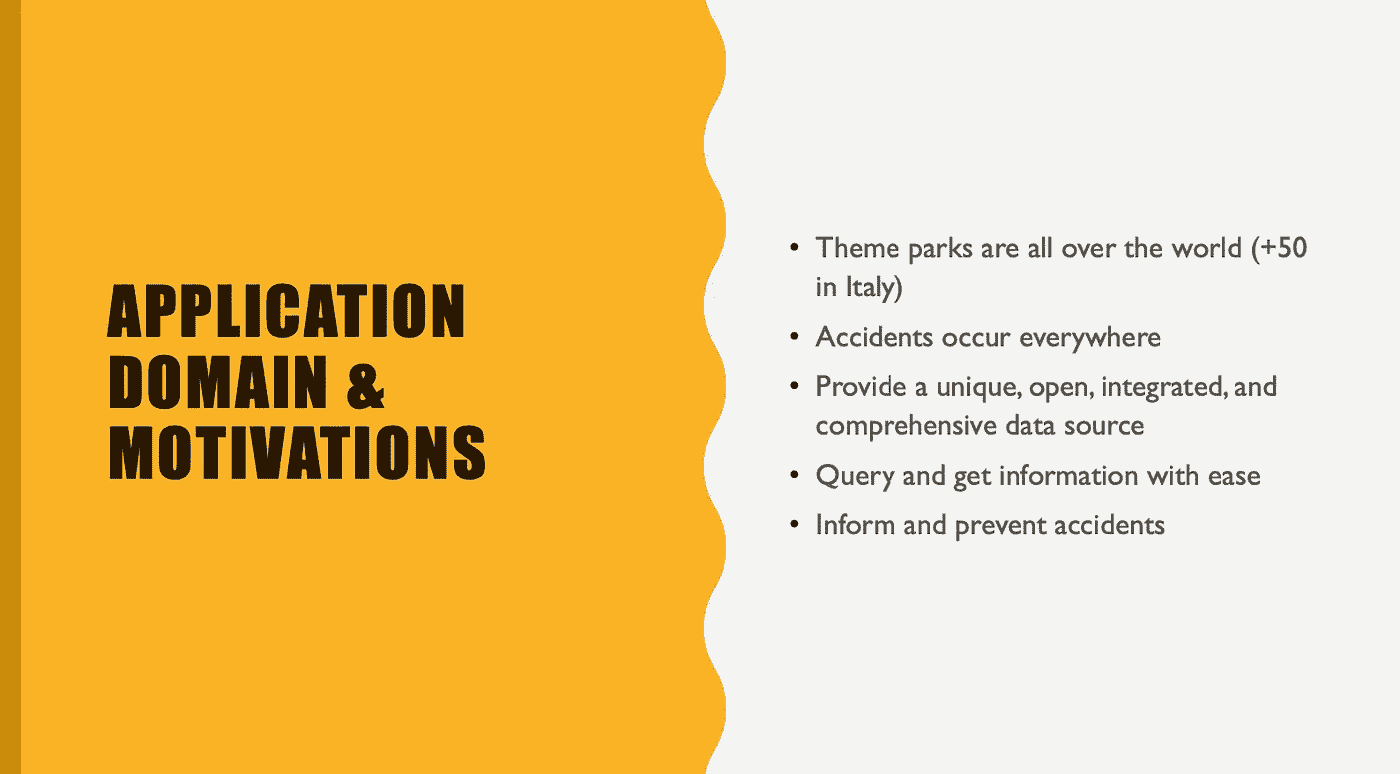 APPLICATION
DOMAIN &
MOTIVATIONS
• Theme parks are all over the world (+50
in Italy)
• Accidents occur everywhere
• Provide a unique, open, integrated, and
comprehensive data source
• Query and get information with ease
• Inform and prevent accidents